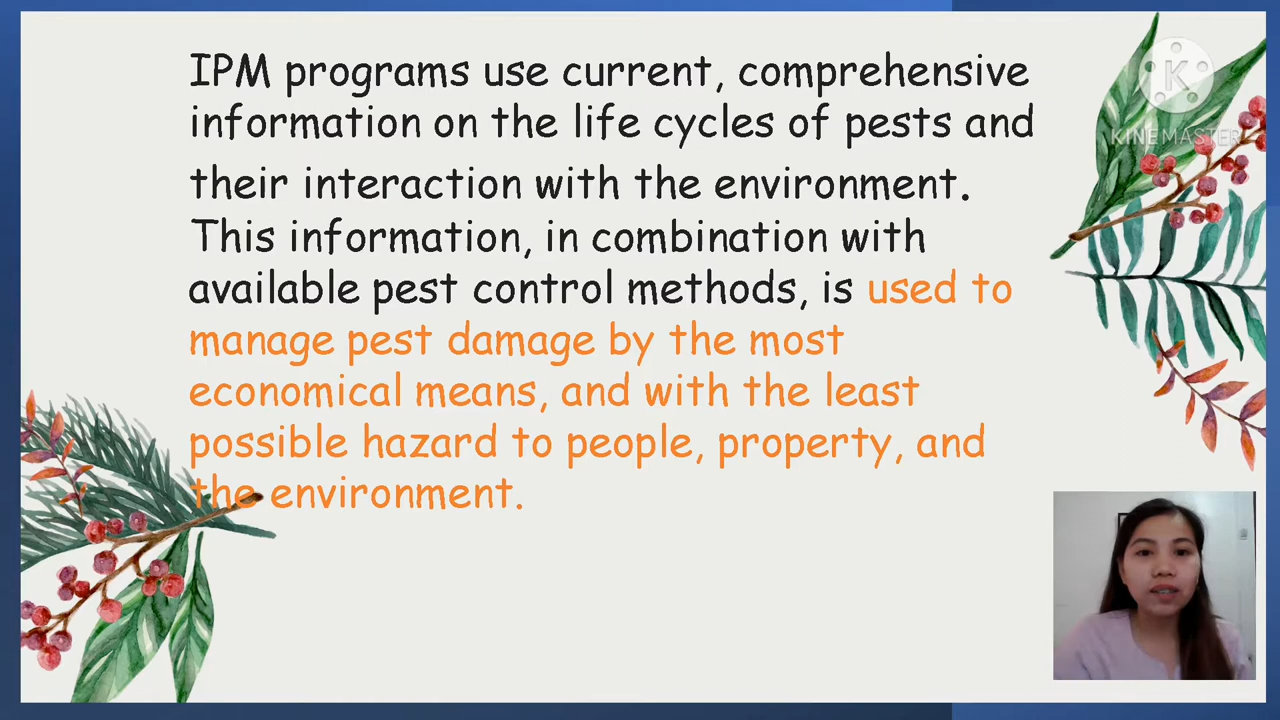 IPM programs use current, comprehensive
information on the life cycles of pests and
their interaction with the environment.
This information, in combination with
available pest control methods, is used to
manage pest damage by the most
economical means, and with the least
possible hazard to people, property, and
the environment.
K
KINEMASTER